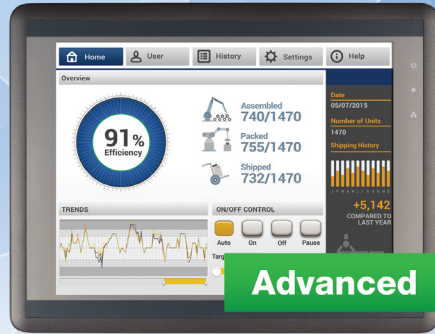 Home
User
History
Settings
Help
Overview
91%
Efficiency
Assembled
740/1470
Packed
755/1470
Shipped
732/1470
Date
05/07/2015
Number of Units
1470
Shipping History
J F M A M J J A S O N D
+5,142
COMPARED TO
LAST YEAR
TRENDS
ON/OFF CONTROL
Auto
On
Off
Pause
Advanced